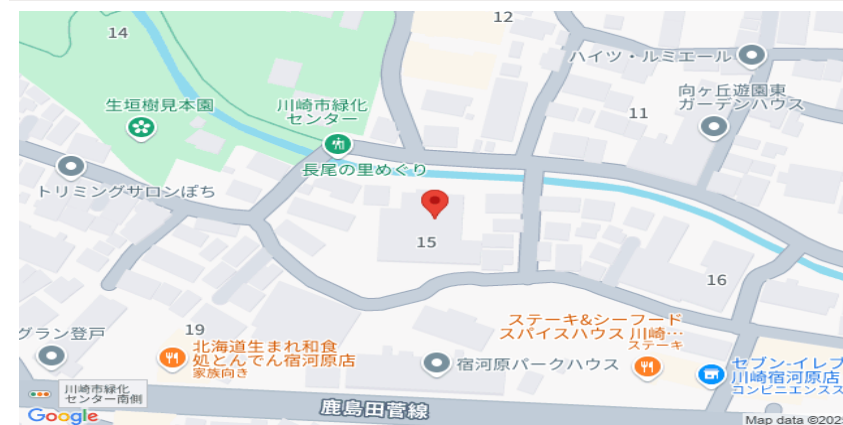 12
14
ハイツ・ルミエール
生垣樹見本園
川崎市緑化
センター
向ヶ丘遊園東
ガーデンハウス
11
長尾の里めぐり
トリミングサロンぽち
15
16
ステーキ&シーフード
スパイスハウス 川崎…
ステーキ
グラン登戸
19
北海道生まれ和食
処とんでん宿河原店
家族向き
宿河原パークハウス
セブン-イレブ
川崎宿河原店
コンビニエンスス
川崎市緑化
センター南側
鹿島田菅線
Google
Map data ©202